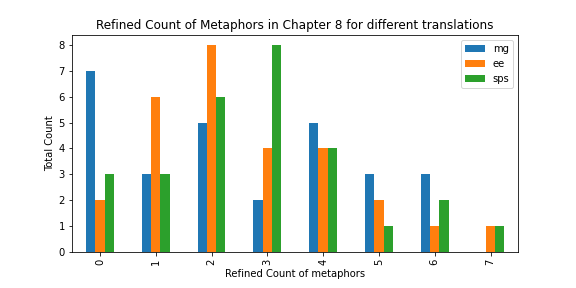 Refined Count of Metaphors in Chapter 8 for different translations
mg
ee
sps
Total Count
8
7
6
5
4
3
2
1
0
0 1 2 3 4 5 6 7
Refined Count of metaphors